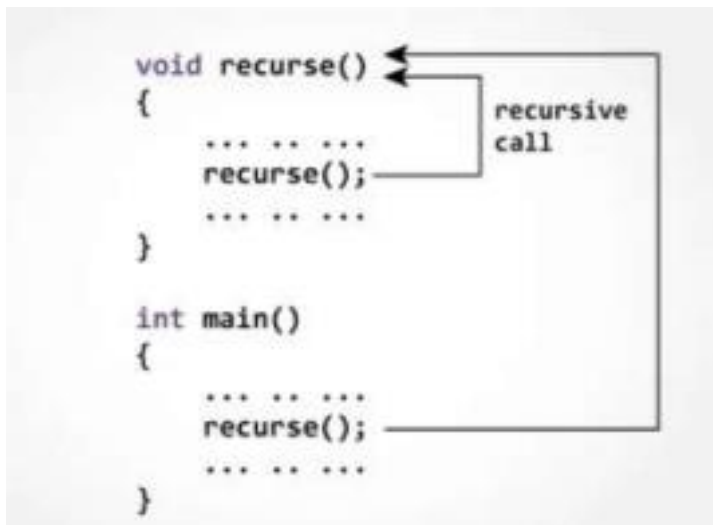 void recurse()
{
... .. ...
recurse();
... .. ...
}
recursive
call
int main()
{
... .. ...
recurse();
... .. ...
}